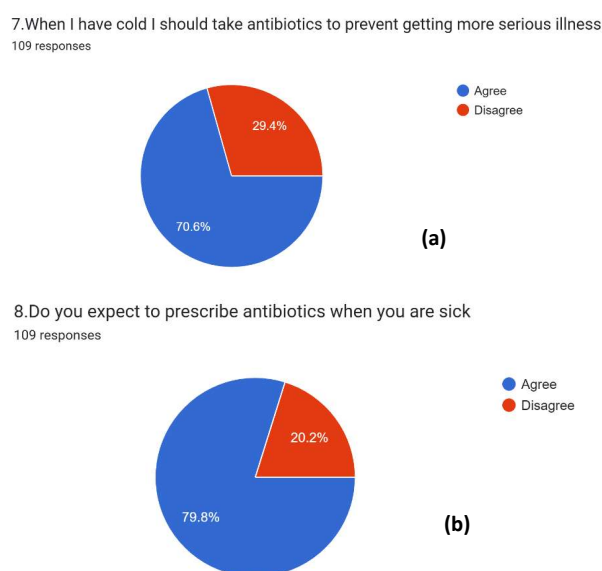 7.When I have cold I should take antibiotics to prevent getting more serious illness
109 responses
Agree
Disagree
29.4%
70.6%
(a)
8.Do you expect to prescribe antibiotics when you are sick
109 responses
Agree
Disagree
20.2%
79.8%
(b)